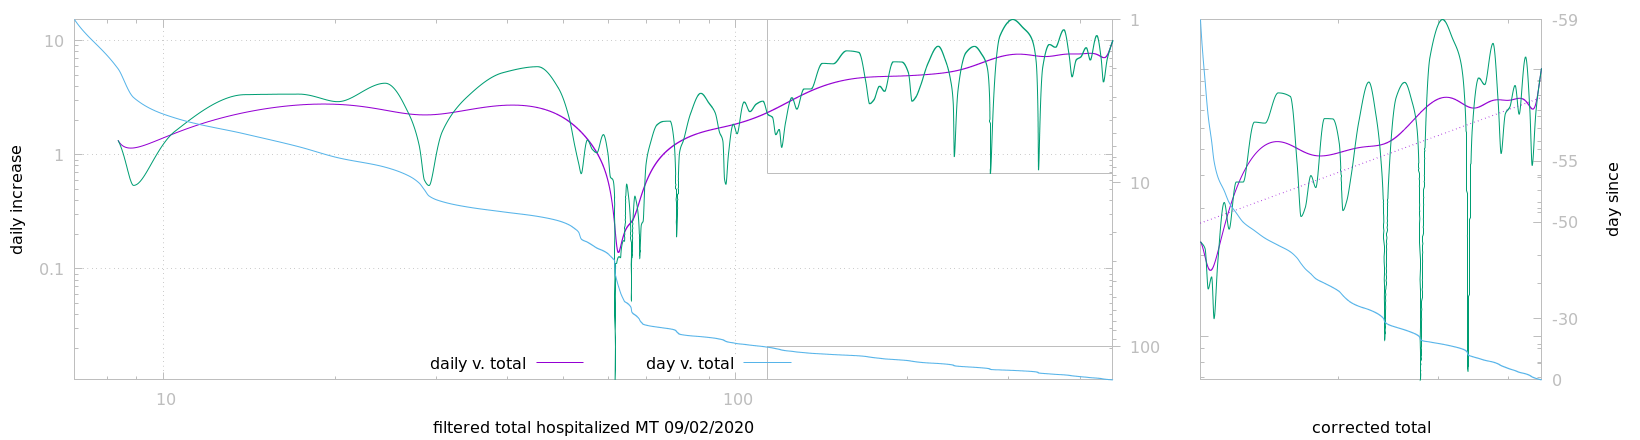 10
1
0.1
daily increase
10
100
filtered total hospitalized MT 09/02/2020
daily v. total
day v. total
1
10
100
-59
-55
-50
-30
0
day since
corrected total